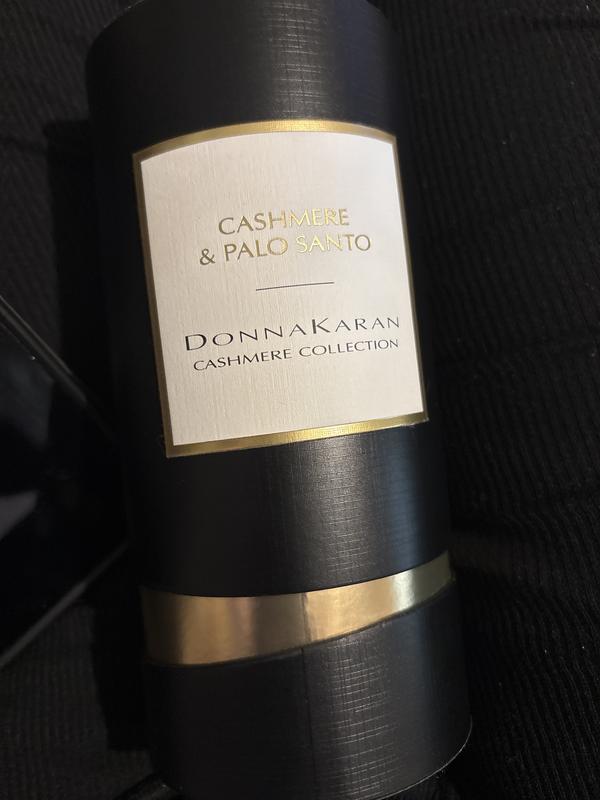 CASHMERE
& PALO SANTO
DONNAKARAN
CASHMERE COLLECTION